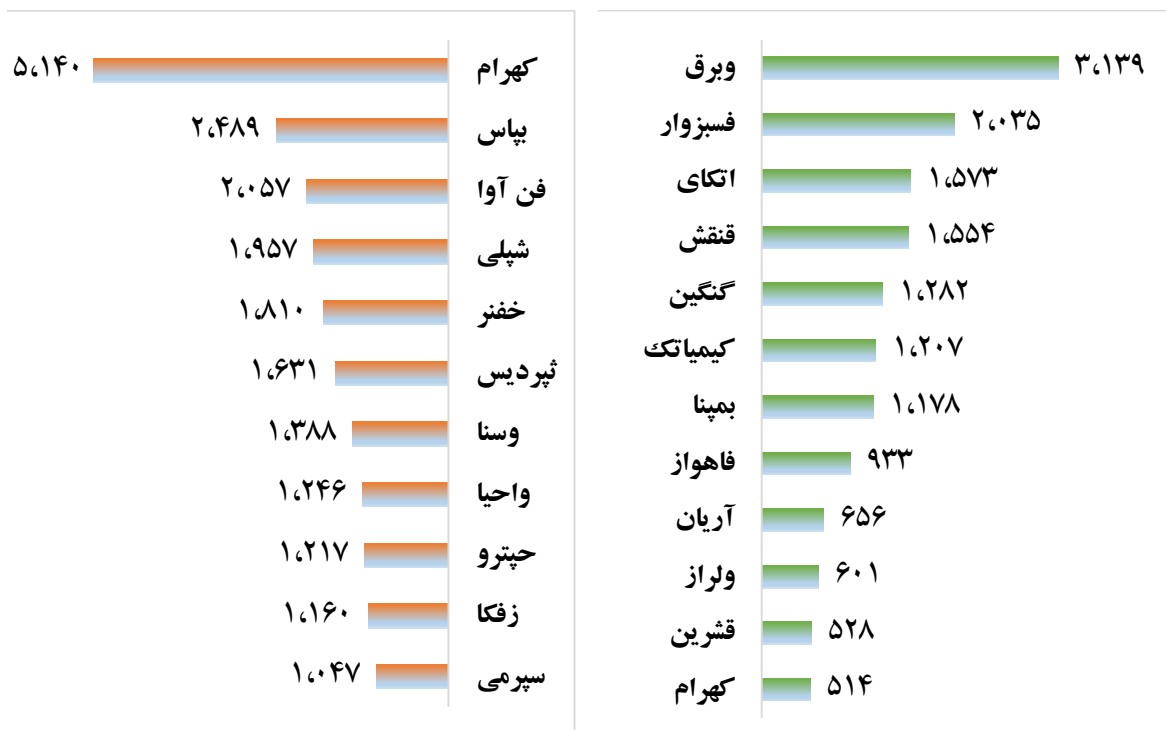 وبرق ۳،۱۳۹
فسبزوار ۲،۰۳۵
اتکای ۱،۵۷۳
قنقش ۱،۵۵۴
گنگین ۱،۲۸۲
کیمیاتک ۱،۲۰۷
بمپنا ۱،۱۷۸
فاهواز ۹۳۳
آریان ۶۵۶
ولراز ۶۰۱
قشرین ۵۲۸
کهرام ۵۱۴
کهرام ۵،۱۴۰
بپاس ۲،۴۸۹
فن آوا ۲،۰۵۷
شپلی ۱،۹۵۷
خفنر ۱،۸۱۰
ثپردیس ۱،۶۳۱
وسنا ۱،۳۸۸
واحیا ۱،۲۴۶
حپترو ۱،۲۱۷
زفکا ۱،۱۶۰
سپرمی ۱،۰۴۷